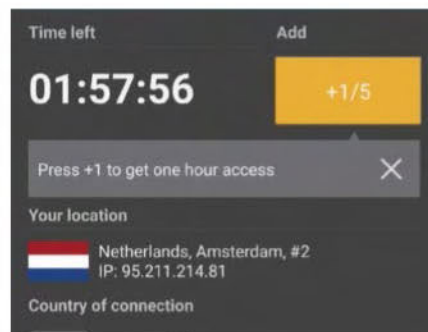 Time left
Add
01:57:56
+1/5
Press +1 to get one hour access
Your location
Netherlands, Amsterdam, #2
IP: 95.211.214.81
Country of connection